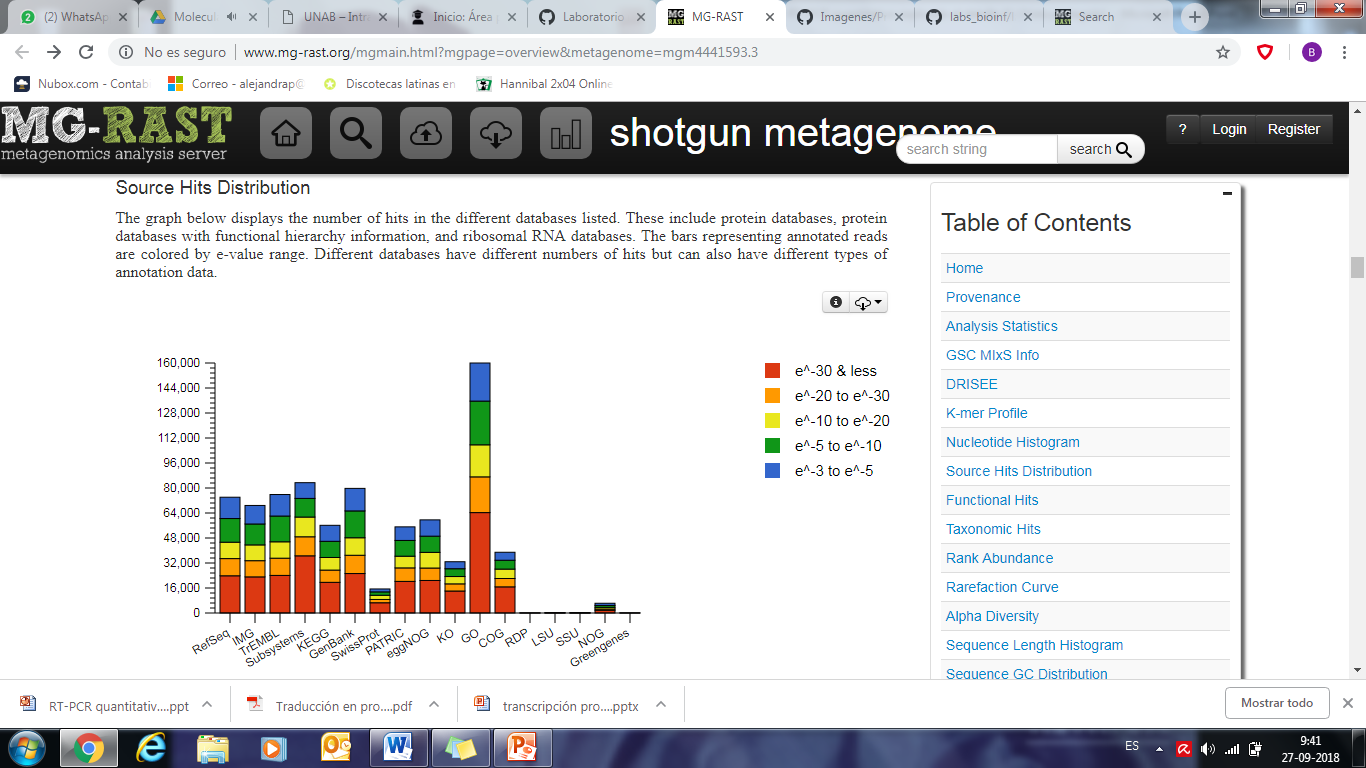 (2) WhatsAp
Molecul
UNAB – Intra
Inicio: Área
Laboratorio
MG-RAST
Imagenes/P
labs_bioinf/
Search
No es seguro
www.mg-rast.org/mgmain.html?mgpage=overview&metagenome=mgm4441593.3
B
Nubox.com - Contab
Correo - alejandrap@
Discotecas latinas en
Hannibal 2x04 Online
MG-RAST
metagenomics analysis server
shotgun metagenome
search string
search
?
Login
Register
Source Hits Distribution
The graph below displays the number of hits in the different databases listed. These include protein databases, protein
databases with functional hierarchy information, and ribosomal RNA databases. The bars representing annotated reads
are colored by e-value range. Different databases have different numbers of hits but can also have different types of
annotation data.
160,000
144,000
128,000
112,000
96,000
80,000
64,000
48,000
32,000
16,000
0
RefSeq
IMG
TrEMBL
Subsystems
KEGG
GenBank
SwissProt
PATRIC
eggNOG
KO
GO
COG
RDP
LSU
SSU
NOG
Greengenes
e^-30 & less
e^-20 to e^-30
e^-10 to e^-20
e^-5 to e^-10
e^-3 to e^-5
Table of Contents
Home
Provenance
Analysis Statistics
GSC MIxS Info
DRISEE
K-mer Profile
Nucleotide Histogram
Source Hits Distribution
Functional Hits
Taxonomic Hits
Rank Abundance
Rarefaction Curve
Alpha Diversity
Sequence Length Histogram
Sequence GC Distribution
RT-PCR quantitativ....ppt
Traducción en pro....pdf
transcripción pro....pptx
Mostrar todo
ES
9:41
27-09-2018